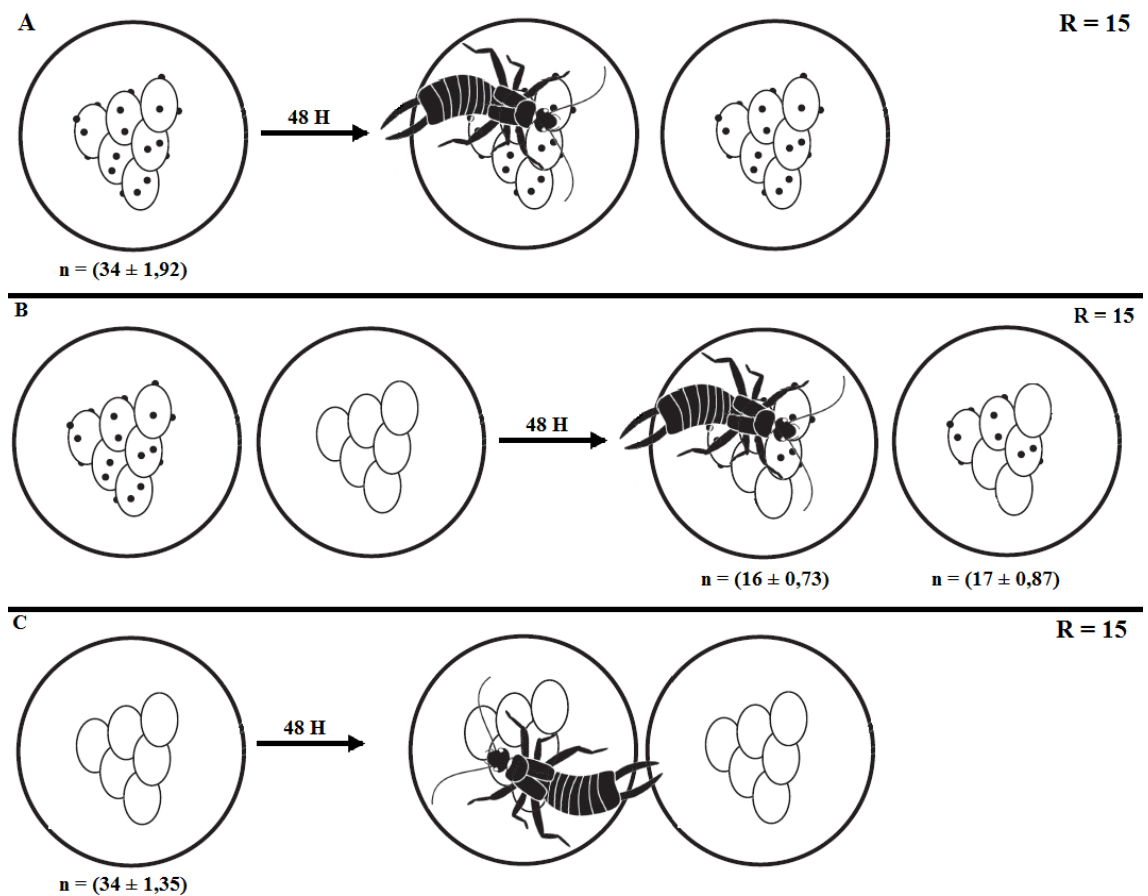 A
R = 15
48 H
n = (34 ± 1,92)
B
R = 15
48 H
n = (16 ± 0,73)
n = (17 ± 0,87)
C
R = 15
48 H
n = (34 ± 1,35)